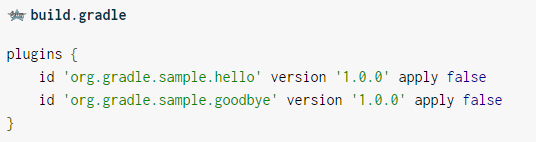 build.gradle
plugins {
    id 'org.gradle.sample.hello' version '1.0.0' apply false
    id 'org.gradle.sample.goodbye' version '1.0.0' apply false
}